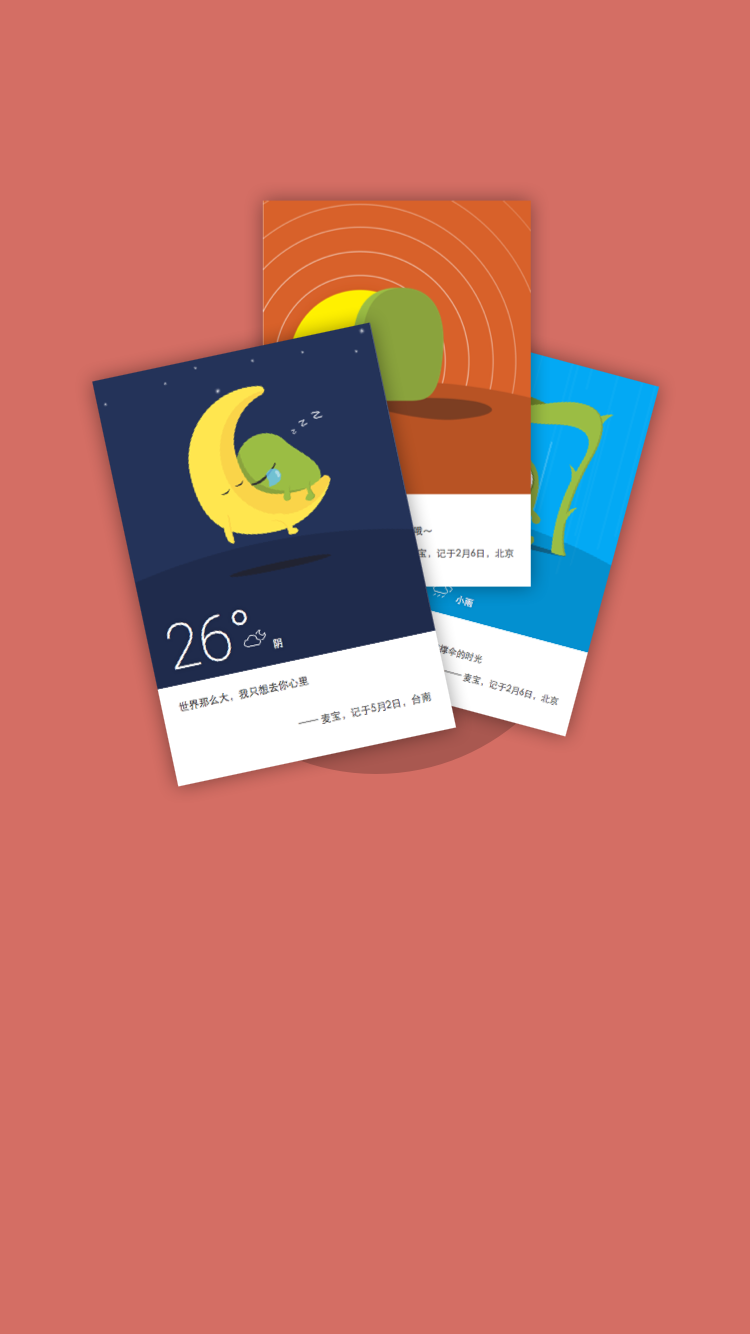 zzZ
26° 阴
世界那么大，我只想去你心里
—— 麦宝，记于5月2日，台南
哦～
宝，记于2月6日，北京
小雨
撑伞的时光
—— 麦宝，记于2月6日，北京